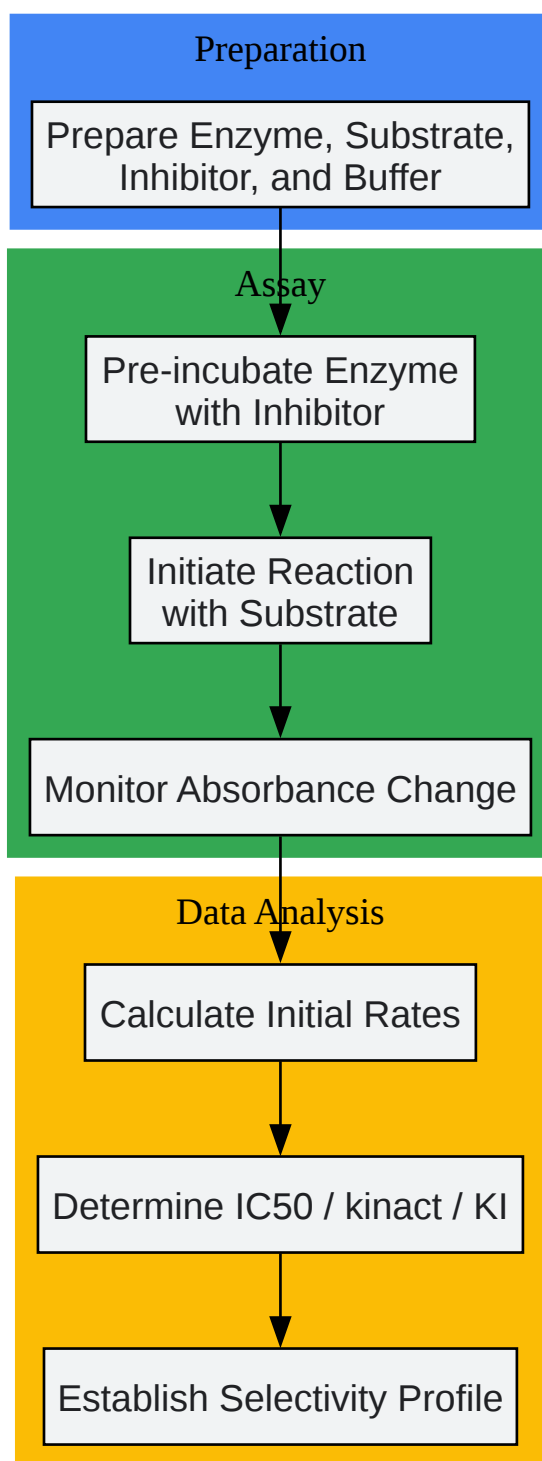 Preparation
Prepare Enzyme, Substrate,
Inhibitor, and Buffer
Assay
Pre-incubate Enzyme
with Inhibitor
Initiate Reaction
with Substrate
Monitor Absorbance Change
Data Analysis
Calculate Initial Rates
Determine IC50 / kinact / KI
Establish Selectivity Profile